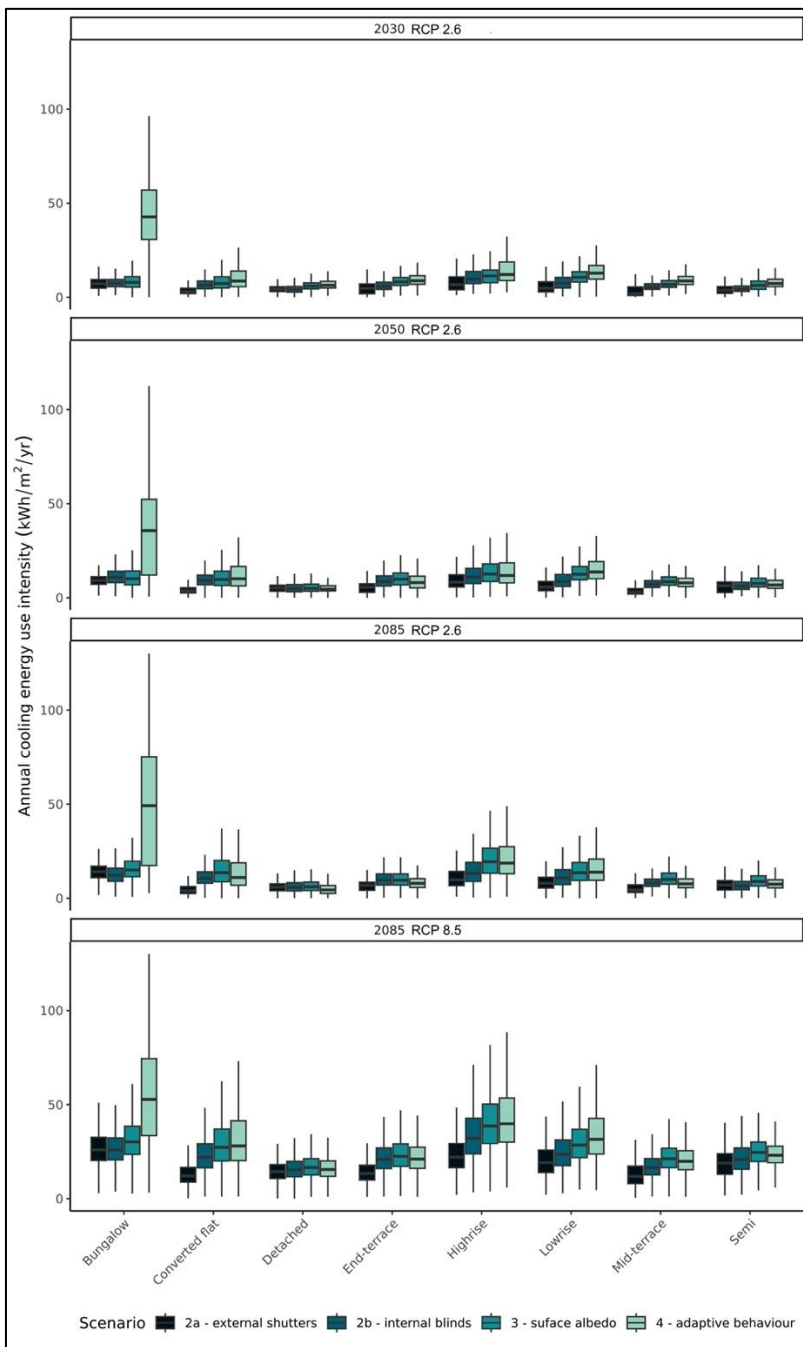 2030 RCP 2.6
100
50
0
2050 RCP 2.6
100
50
0
2085 RCP 2.6
100
50
0
2085 RCP 8.5
100
50
0
Annual cooling energy use intensity (kWh/m²/yr)
Bungalow
Converted flat
Detached
End-terrace
Highrise
Lowrise
Mid-terrace
Semi
Scenario 2a - external shutters 2b - internal blinds 3 - suface albedo 4 - adaptive behaviour